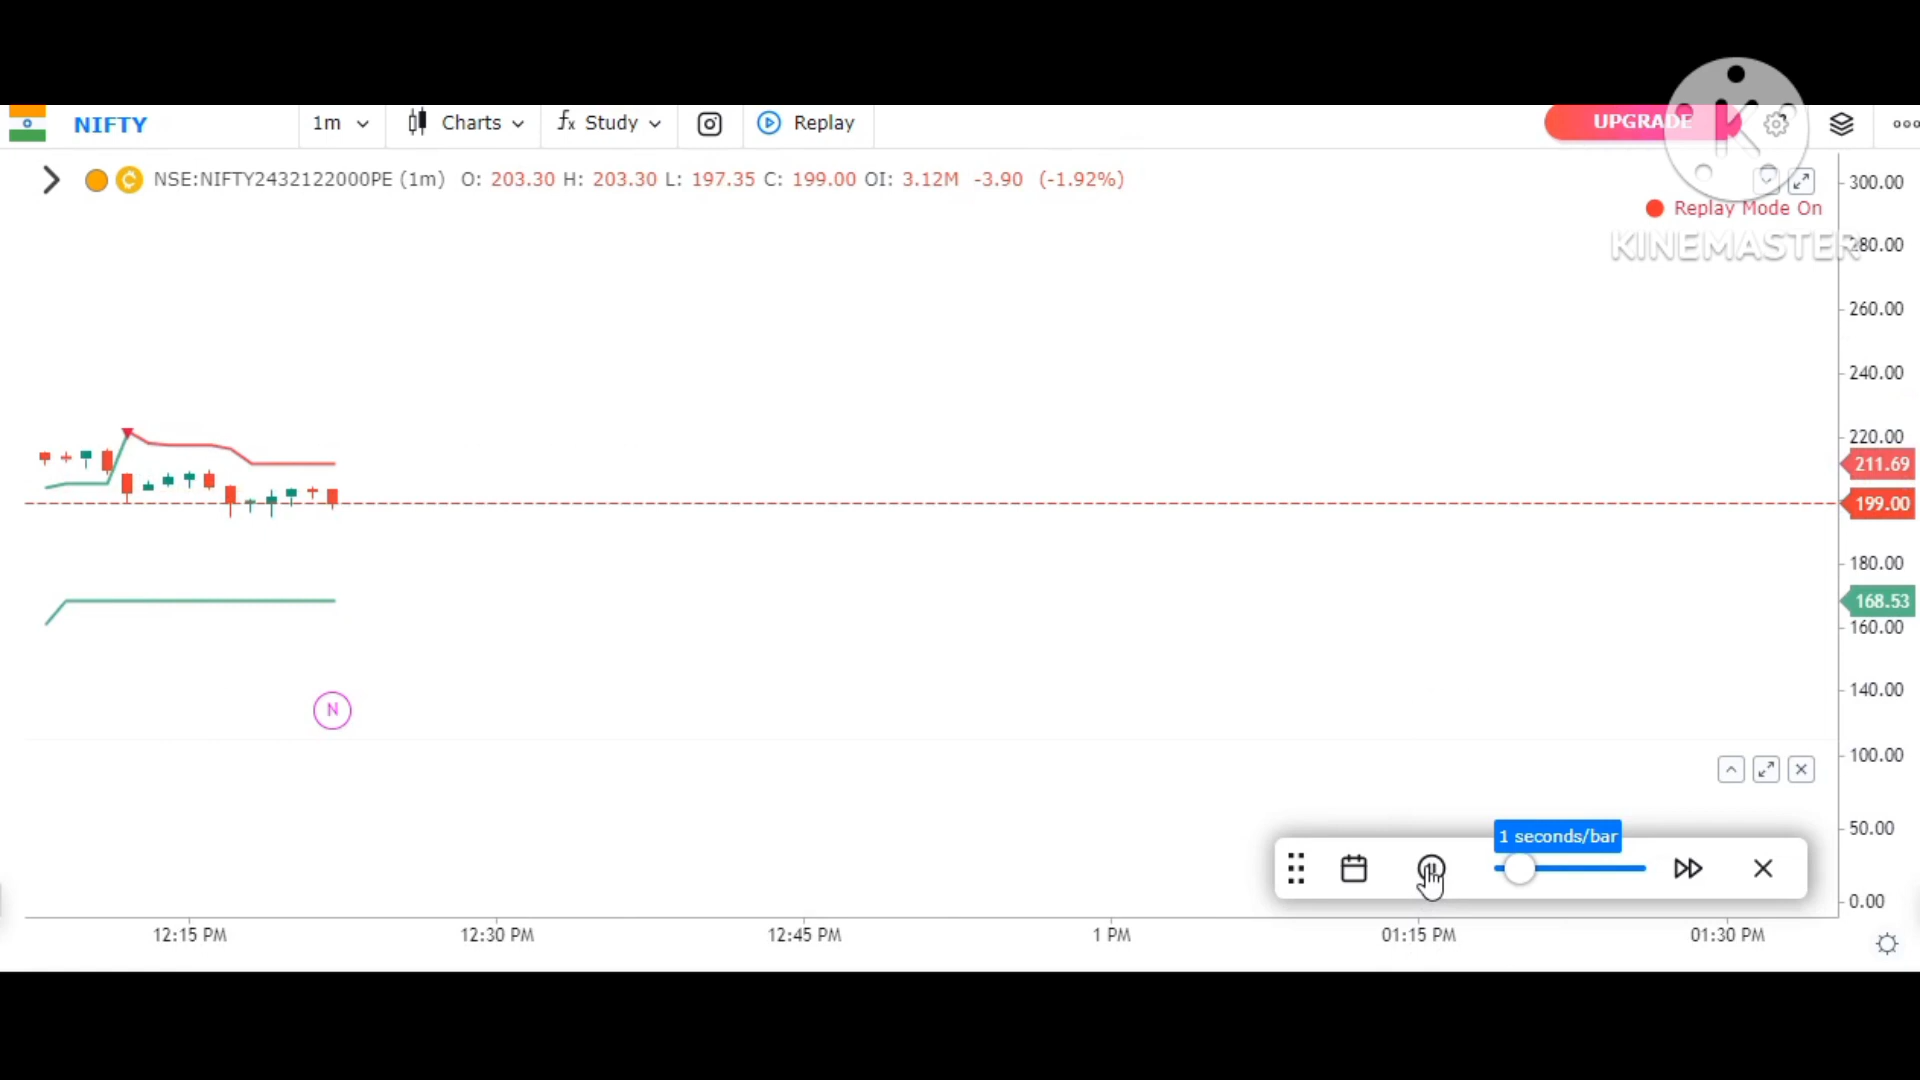 NIFTY 1m Charts fx Study Replay UPGRADE
NSE:NIFTY2432122000PE (1m) O: 203.30 H: 203.30 L: 197.35 C: 199.00 OI: 3.12M -3.90 (-1.92%)
Replay Mode On
KINEMASTER
K
300.00
280.00
260.00
240.00
220.00
211.69
199.00
180.00
168.53
160.00
140.00
N
100.00
50.00
0.00
1 seconds/bar
12:15 PM 12:30 PM 12:45 PM 1 PM 01:15 PM 01:30 PM